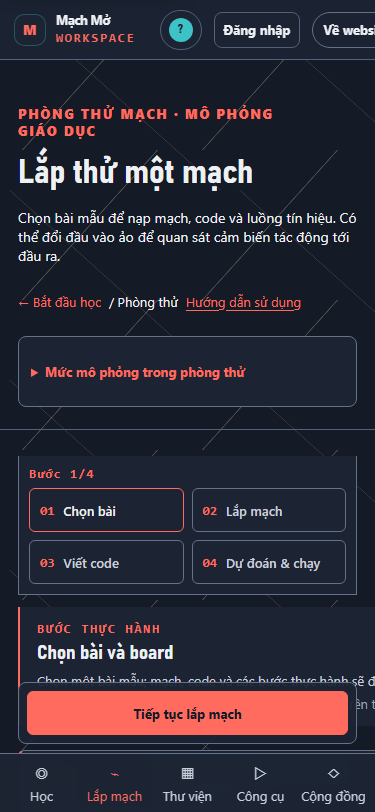 M
Mạch Mở
WORKSPACE
?
Đăng nhập
Về websi
PHÒNG THỬ MẠCH · MÔ PHỎNG
GIÁO DỤC
Lắp thử một mạch
Chọn bài mẫu để nạp mạch, code và luồng tín hiệu. Có
thể đổi đầu vào ảo để quan sát cảm biến tác động tới
đầu ra.
← Bắt đầu học / Phòng thử Hướng dẫn sử dụng
▶ Mức mô phỏng trong phòng thử
Bước 1/4
01 Chọn bài
02 Lắp mạch
03 Viết code
04 Dự đoán & chạy
BƯỚC THỰC HÀNH
Chọn bài và board
Chọn một bài mẫu: mạch, code và các bước thực hành sẽ đ
Tiếp tục lắp mạch
Học
Lắp mạch
Thư viện
Công cụ
Cộng đồng